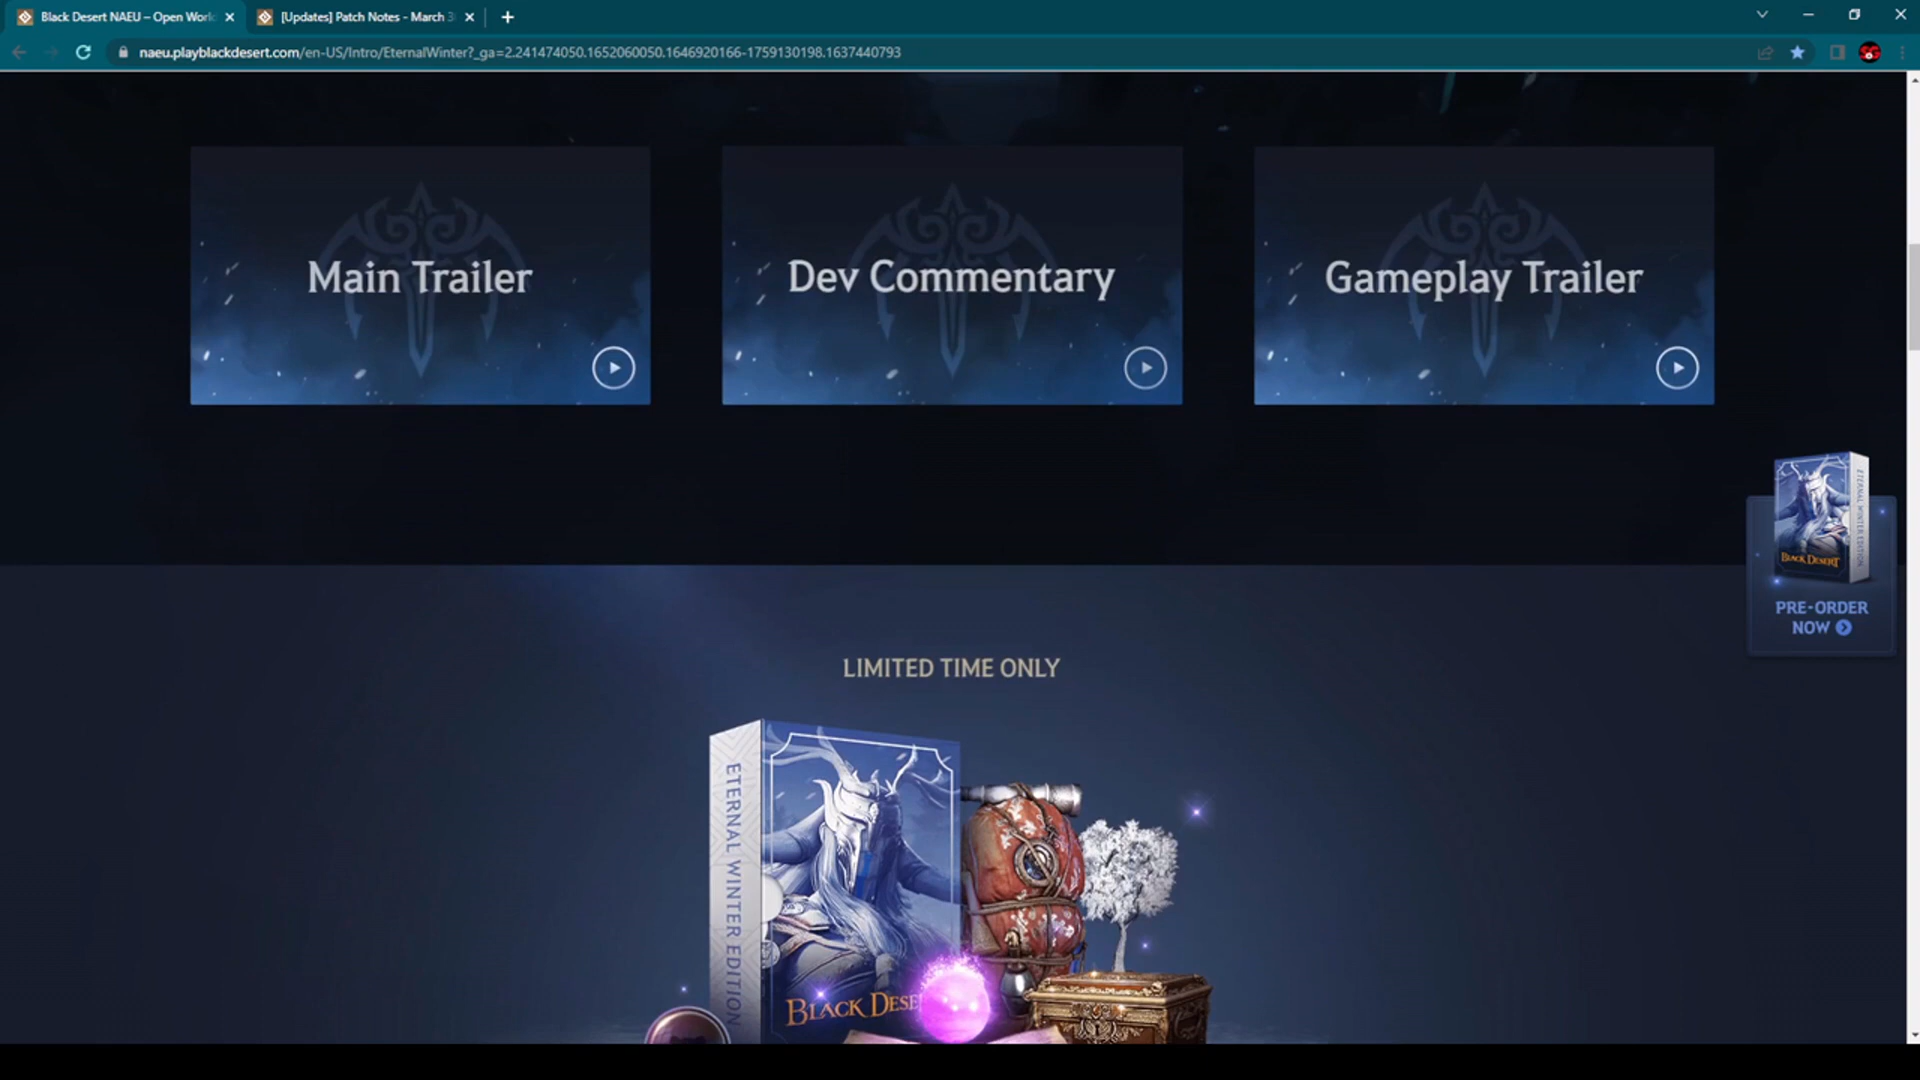 Black Desert NAEU – Open Worl
[Updates] Patch Notes - March 3
naeu.playblackdesert.com/en-US/Intro/EternalWinter?_ga=2.241474050.1652060050.1646920166-1759130198.1637440793
Main Trailer
Dev Commentary
Gameplay Trailer
ETERNAL WINTER EDITION
BLACK DESERT
PRE-ORDER
NOW
LIMITED TIME ONLY
ETERNAL WINTER EDITION
BLACK DESE